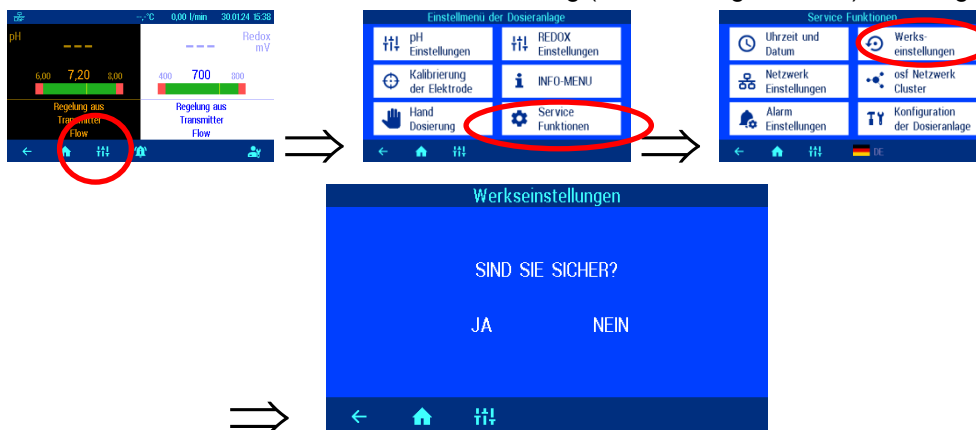 --,-°C 0,00 l/min 30.01.24 15:38
pH
---
6,00 7,20 8,00
Regelung aus
Transmitter
Flow
Redox
mV
---
400 700 800
Regelung aus
Transmitter
Flow
Einstellmenü der Dosieranlage
pH
Einstellungen
REDOX
Einstellungen
Kalibrierung
der Elektrode
INFO-MENU
Hand
Dosierung
Service
Funktionen
Service Funktionen
Uhrzeit und
Datum
Werks-
einstellungen
Netzwerk
Einstellungen
osf Netzwerk
Cluster
Alarm
Einstellungen
Konfiguration
der Dosieranlage
DE
Werkseinstellungen
SIND SIE SICHER?
JA NEIN